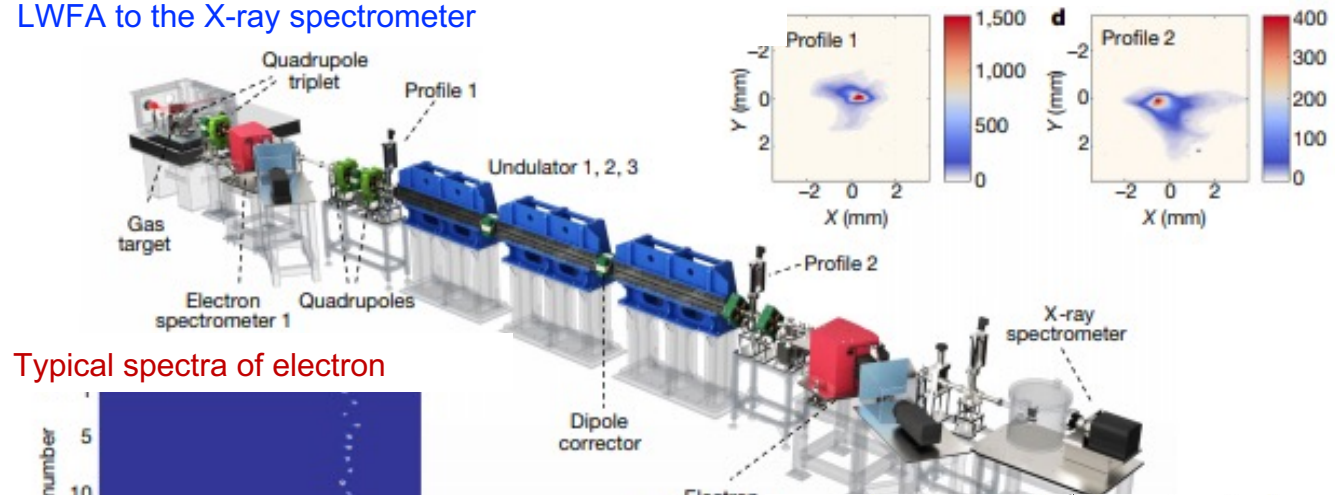 LWFA to the X-ray spectrometer
Quadrupole
triplet
Profile 1
Undulator 1, 2, 3
Gas
target
Electron
spectrometer 1
Quadrupoles
Profile 2
X-ray
spectrometer
Dipole
corrector
Electron
Profile 1
Y (mm)
−2
0
2
−2 0 2
X (mm)
1,500
1,000
500
0
d
Profile 2
Y (mm)
−2
0
2
−2 0 2
X (mm)
400
300
200
100
0
Typical spectra of electron
number
5
10